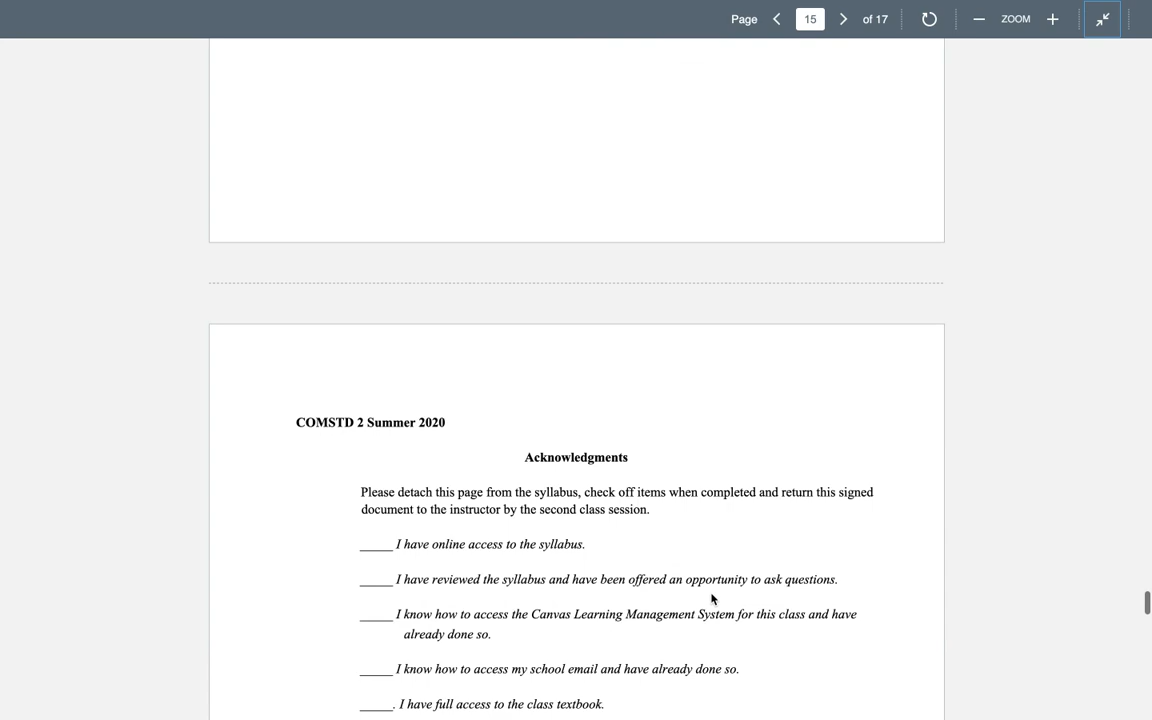 Page 15 of 17 ZOOM
COMSTD 2 Summer 2020
Acknowledgments
Please detach this page from the syllabus, check off items when completed and return this signed
document to the instructor by the second class session.
_____ I have online access to the syllabus.
_____ I have reviewed the syllabus and have been offered an opportunity to ask questions.
_____ I know how to access the Canvas Learning Management System for this class and have
already done so.
_____ I know how to access my school email and have already done so.
_____. I have full access to the class textbook.